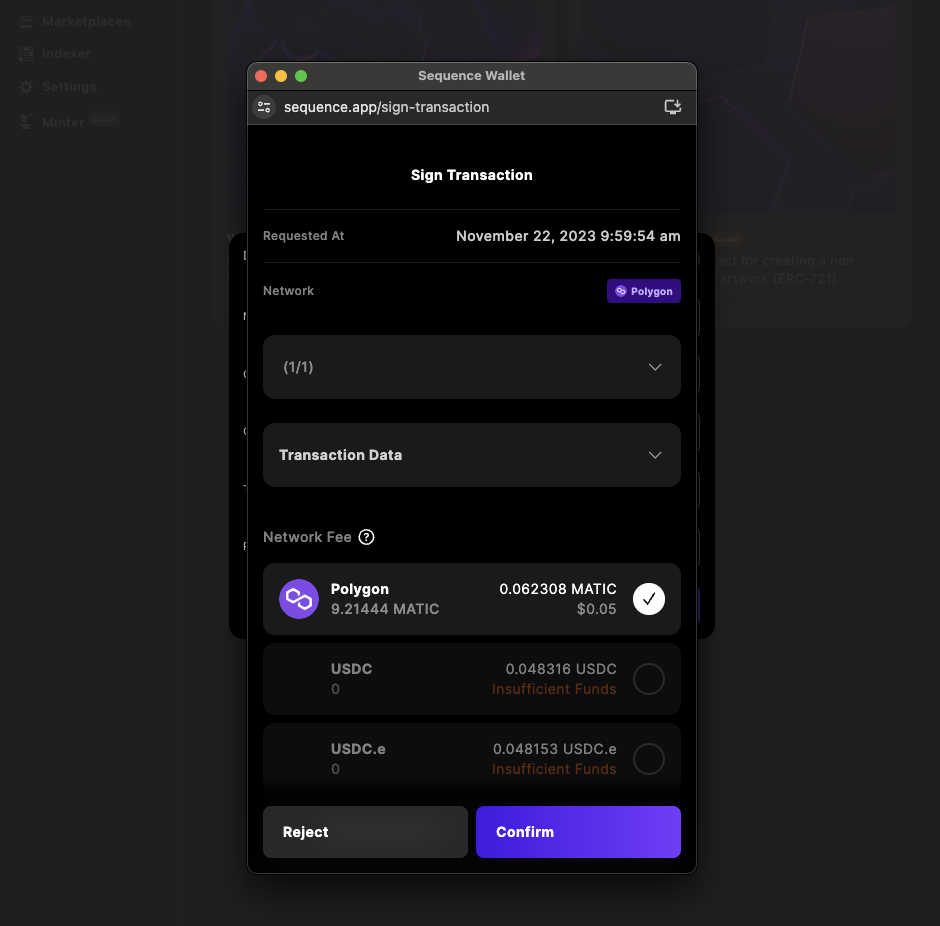 Marketplaces
Indexer
Settings
Minter Soon
Sequence Wallet
sequence.app/sign-transaction
Sign Transaction
Requested At November 22, 2023 9:59:54 am
Network Polygon
act for creating a non-
artwork (ERC-721)
(1/1)
Transaction Data
Network Fee ?
Polygon 0.062308 MATIC
9.21444 MATIC $0.05
USDC 0.048316 USDC
0 Insufficient Funds
USDC.e 0.048153 USDC.e
0 Insufficient Funds
Reject Confirm